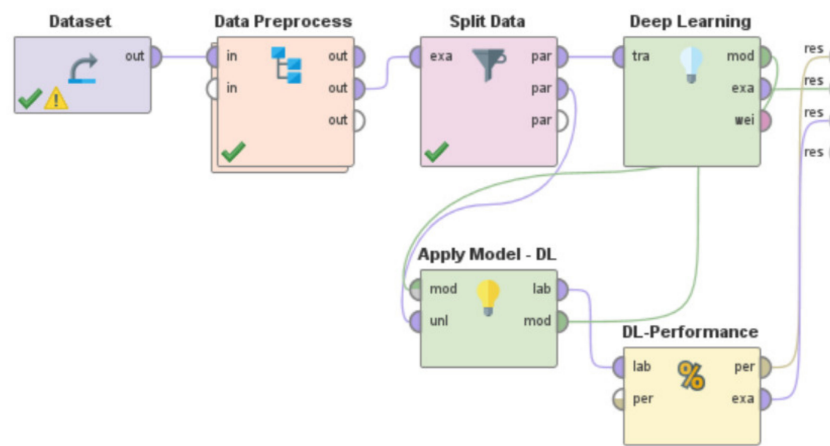 Dataset
out
Data Preprocess
in out
in out
out
Split Data
exa par
par
par
Deep Learning
tra mod
exa
wei
res
res
res
res
Apply Model - DL
mod lab
unl mod
DL-Performance
lab % per
per exa